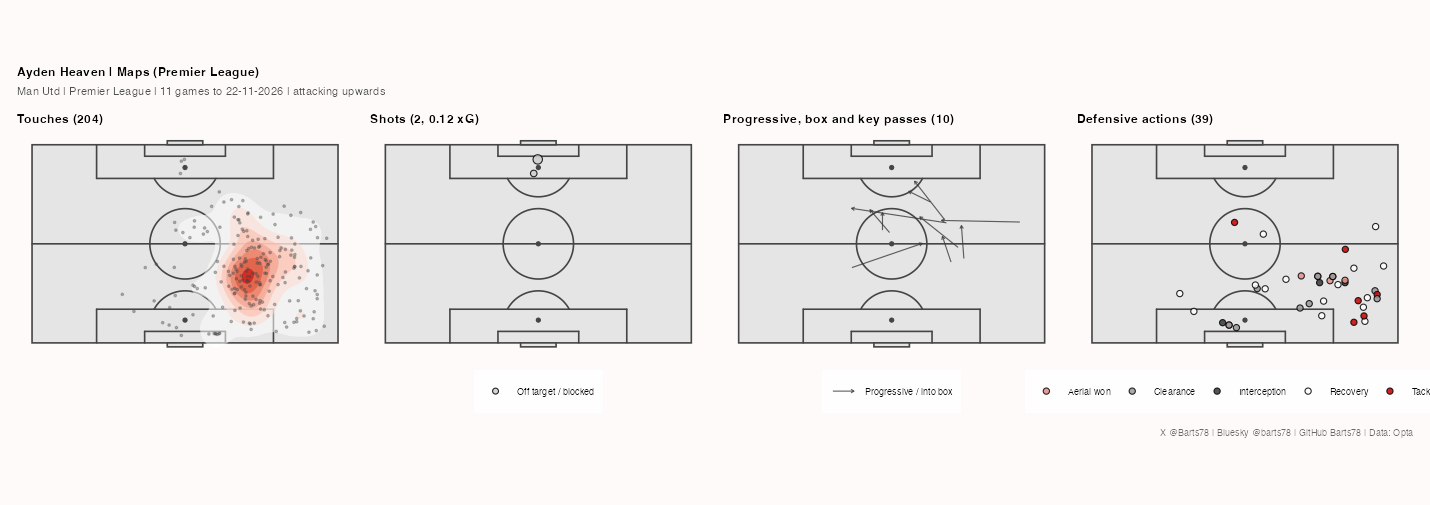 Ayden Heaven | Maps (Premier League)
Man Utd | Premier League | 11 games to 22-11-2026 | attacking upwards
Touches (204)
Shots (2, 0.12 xG)
Progressive, box and key passes (10)
Defensive actions (39)
Off target / blocked
Progressive / into box
Aerial won
Clearance
Interception
Recovery
Tack
X @Barts78 | Bluesky @barts78 | GitHub Barts78 | Data: Opta